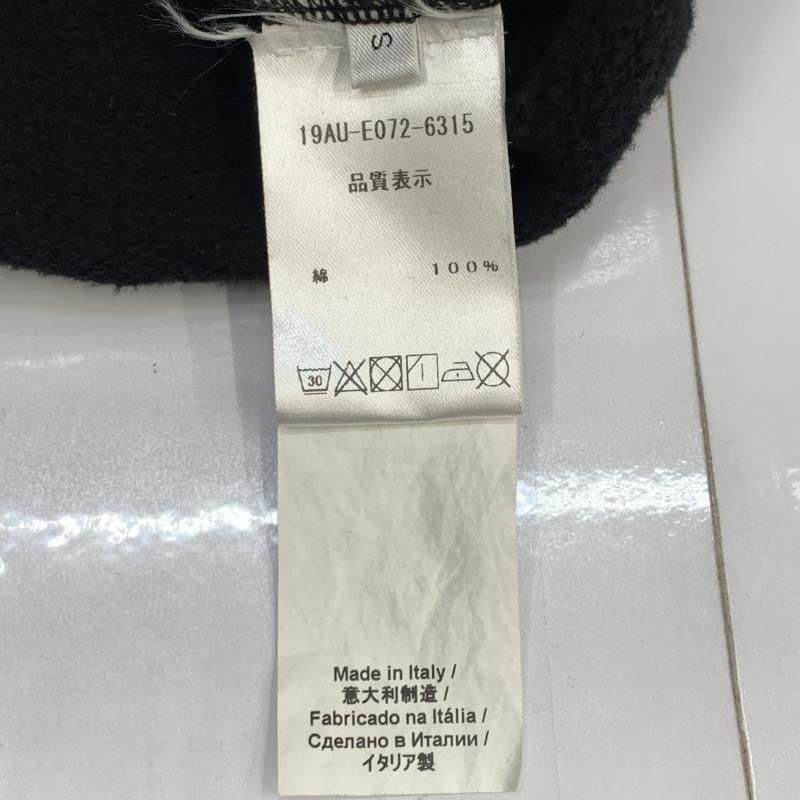 S
19AU-E072-6315
品質表示
綿 100%
30
Made in Italy /
意大利制造 /
Fabricado na Itália /
Сделано в Италии /
イタリア製